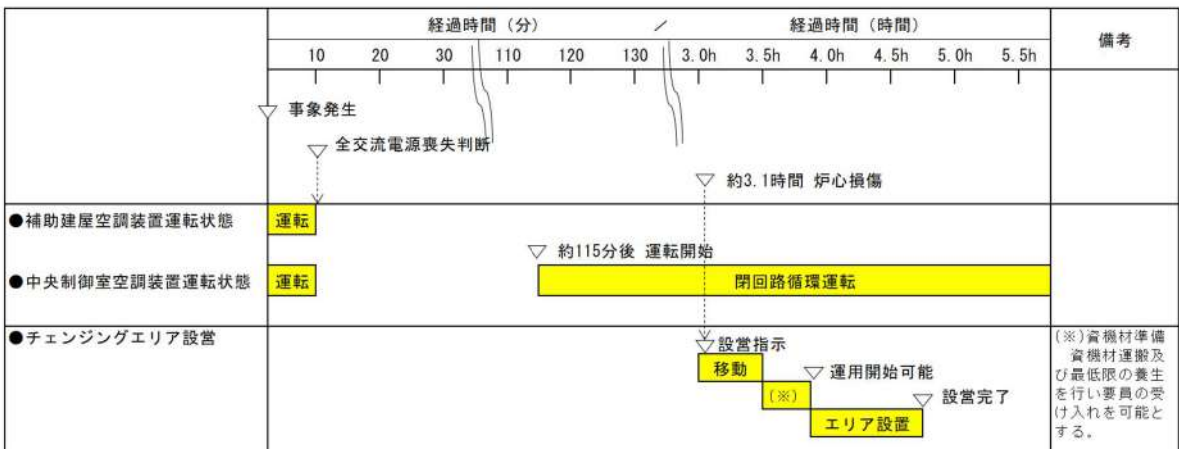 経過時間（分） ／ 経過時間（時間） 備考
10 20 30 110 120 130 3.0h 3.5h 4.0h 4.5h 5.0h 5.5h
▽ 事象発生
▽ 全交流電源喪失判断
▽ 約3.1時間 炉心損傷
●補助建屋空調装置運転状態 運転
▽ 約115分後 運転開始
●中央制御室空調装置運転状態 運転 閉回路循環運転
●チェンジングエリア設営
▽設営指示
移動
▽ 運用開始可能
(※)
▽ 設営完了
エリア設置
(※)資機材準備
資機材運搬及
び最低限の養生
を行い要員の受
け入れを可能と
する。